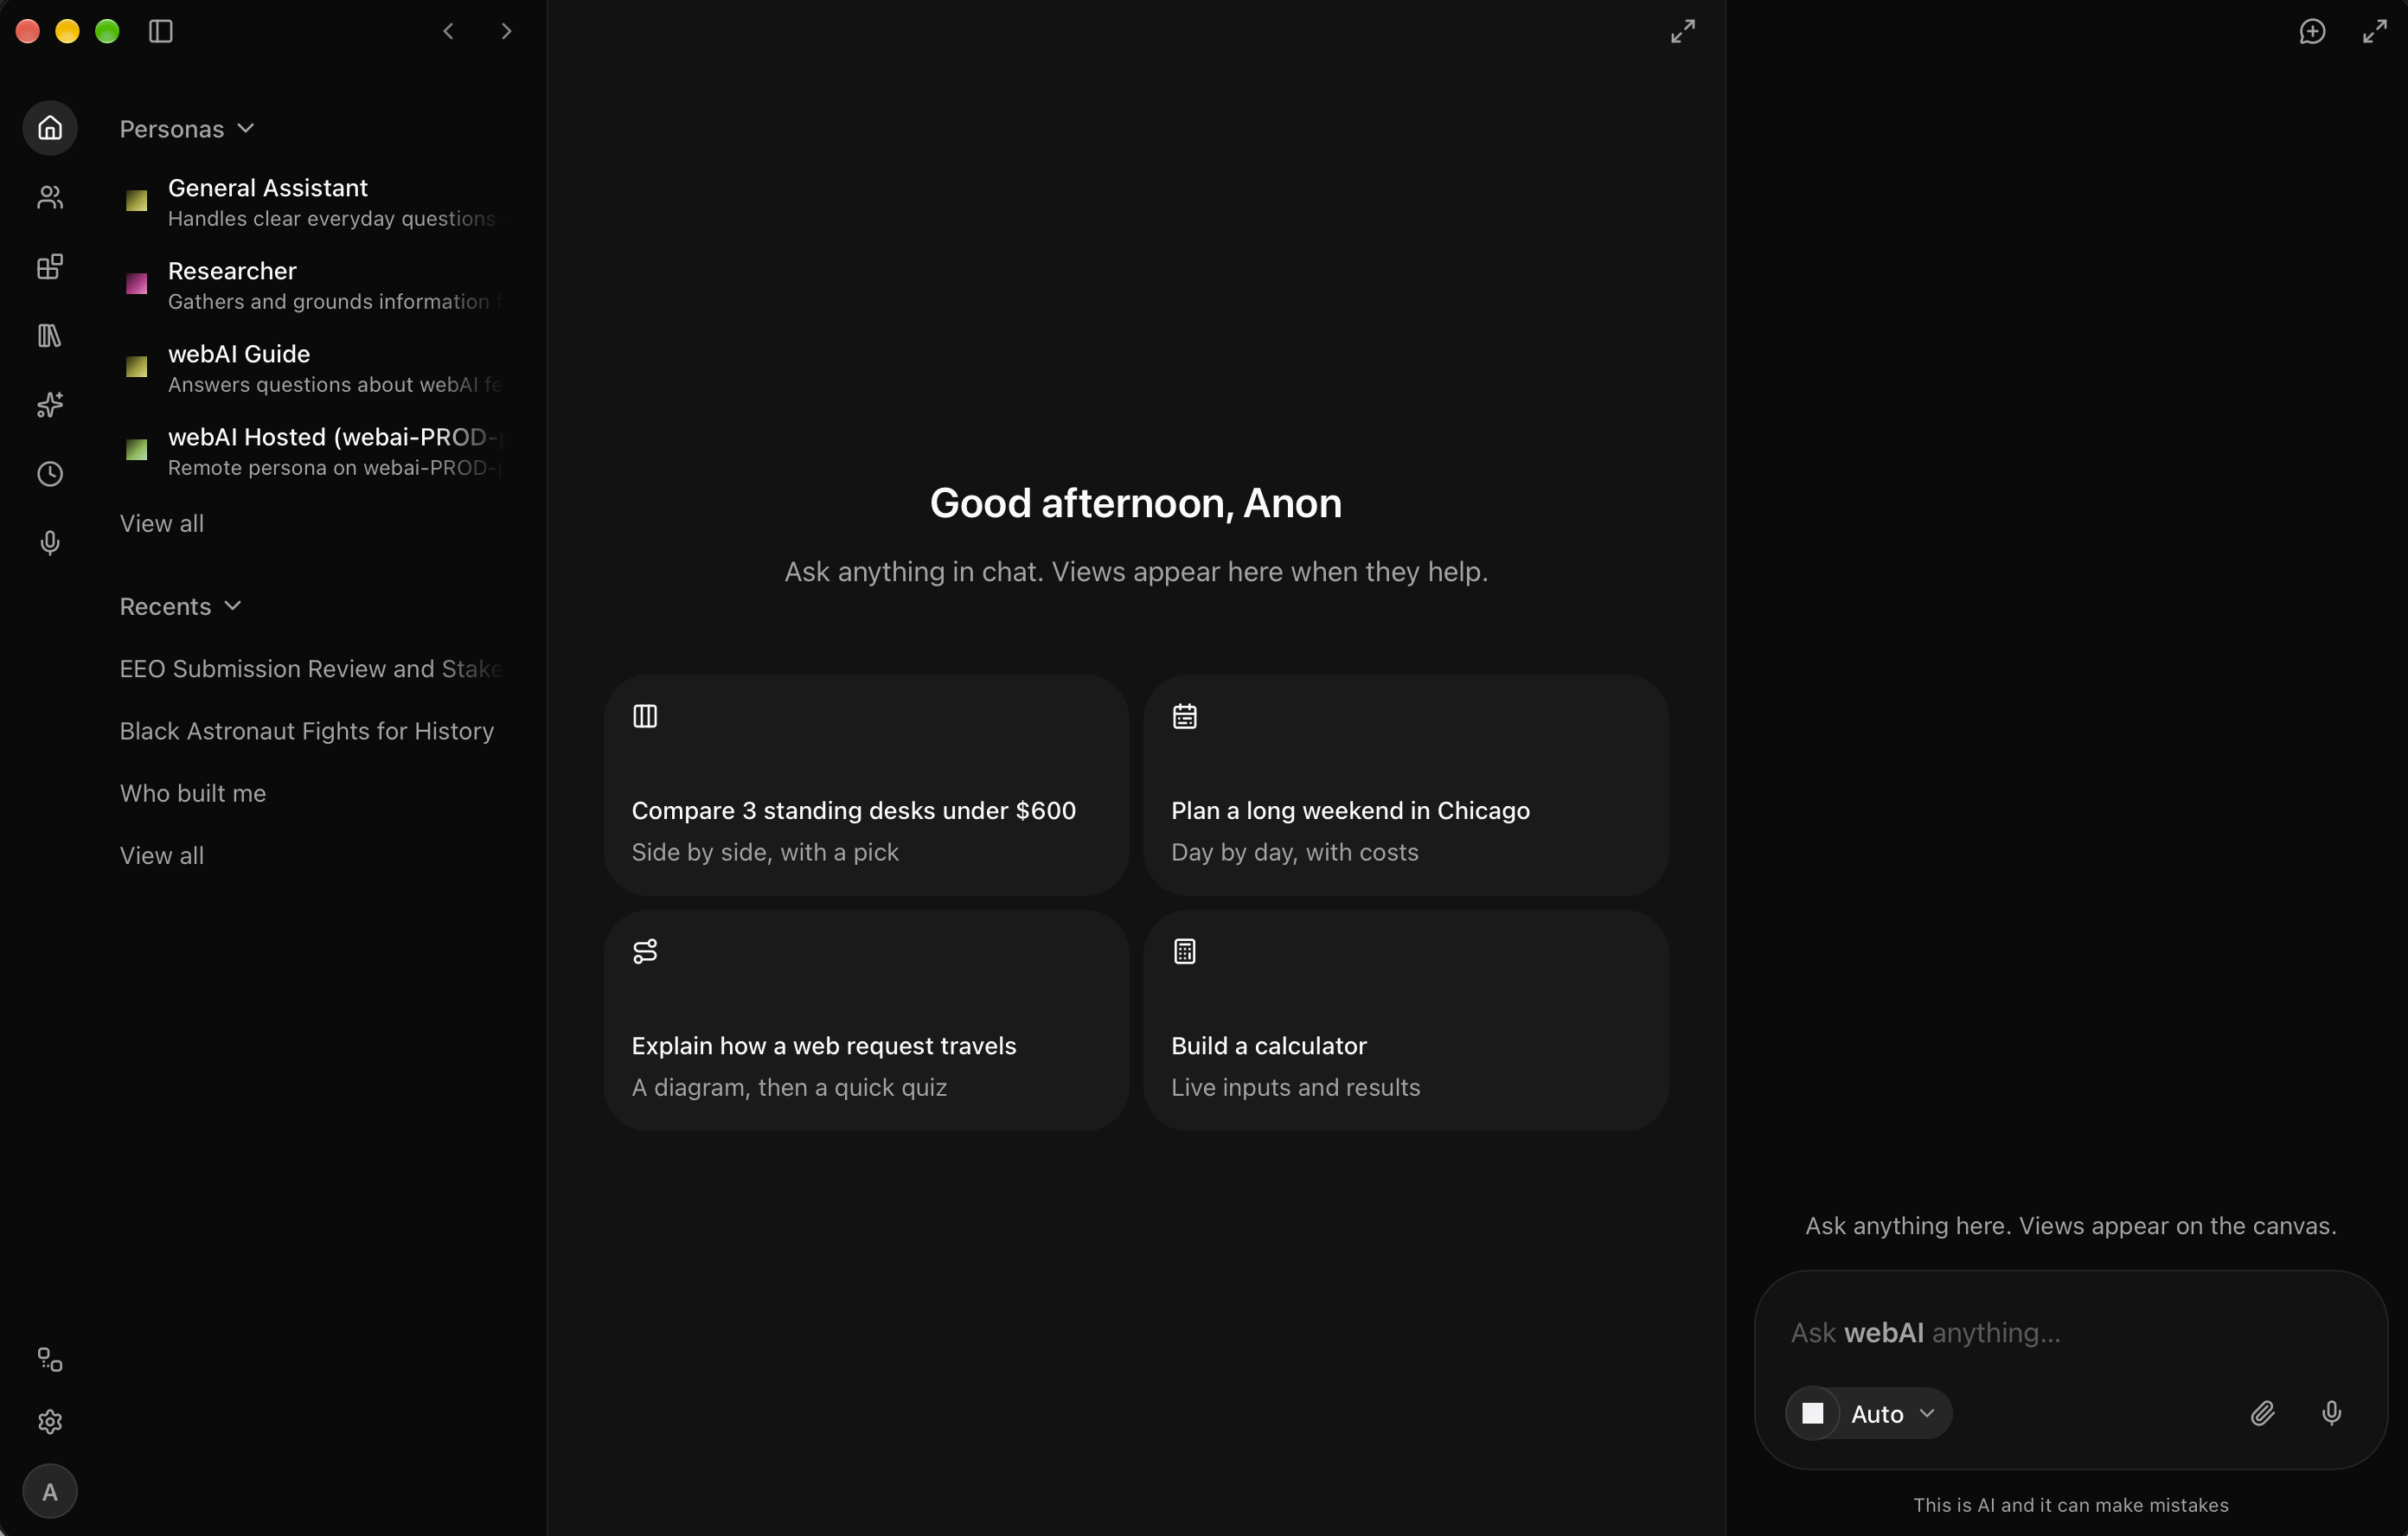 Personas
General Assistant
Handles clear everyday questions
Researcher
Gathers and grounds information
webAI Guide
Answers questions about webAI
webAI Hosted (webai-PROD-
Remote persona on webai-PROD-
View all
Recents
EEO Submission Review and Stake
Black Astronaut Fights for History
Who built me
View all
A
Good afternoon, Anon
Ask anything in chat. Views appear here when they help.
Compare 3 standing desks under $600
Side by side, with a pick
Plan a long weekend in Chicago
Day by day, with costs
Explain how a web request travels
A diagram, then a quick quiz
Build a calculator
Live inputs and results
Ask anything here. Views appear on the canvas.
Ask webAI anything...
Auto
This is AI and it can make mistakes